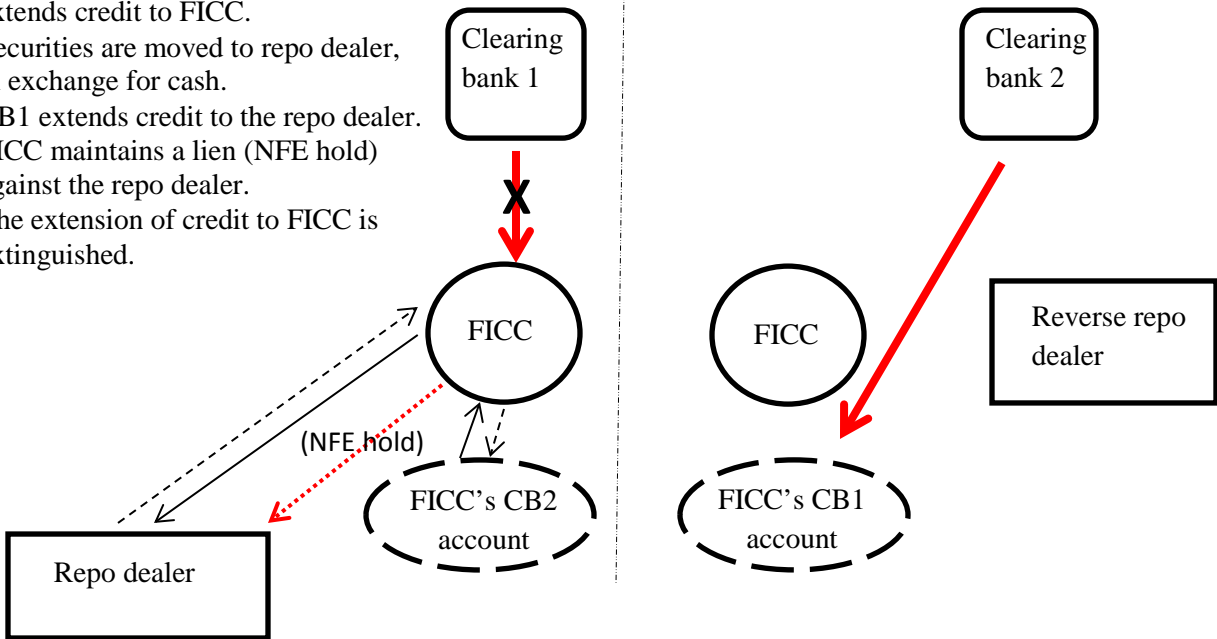 xtends credit to FICC.
ecurities are moved to repo dealer,
exchange for cash.
B1 extends credit to the repo dealer.
ICC maintains a lien (NFE hold)
gainst the repo dealer.
he extension of credit to FICC is
xtinguished.
Clearing
bank 1
X
FICC
(NFE hold)
FICC's CB2
account
Repo dealer
Clearing
bank 2
FICC
Reverse repo
dealer
FICC's CB1
account